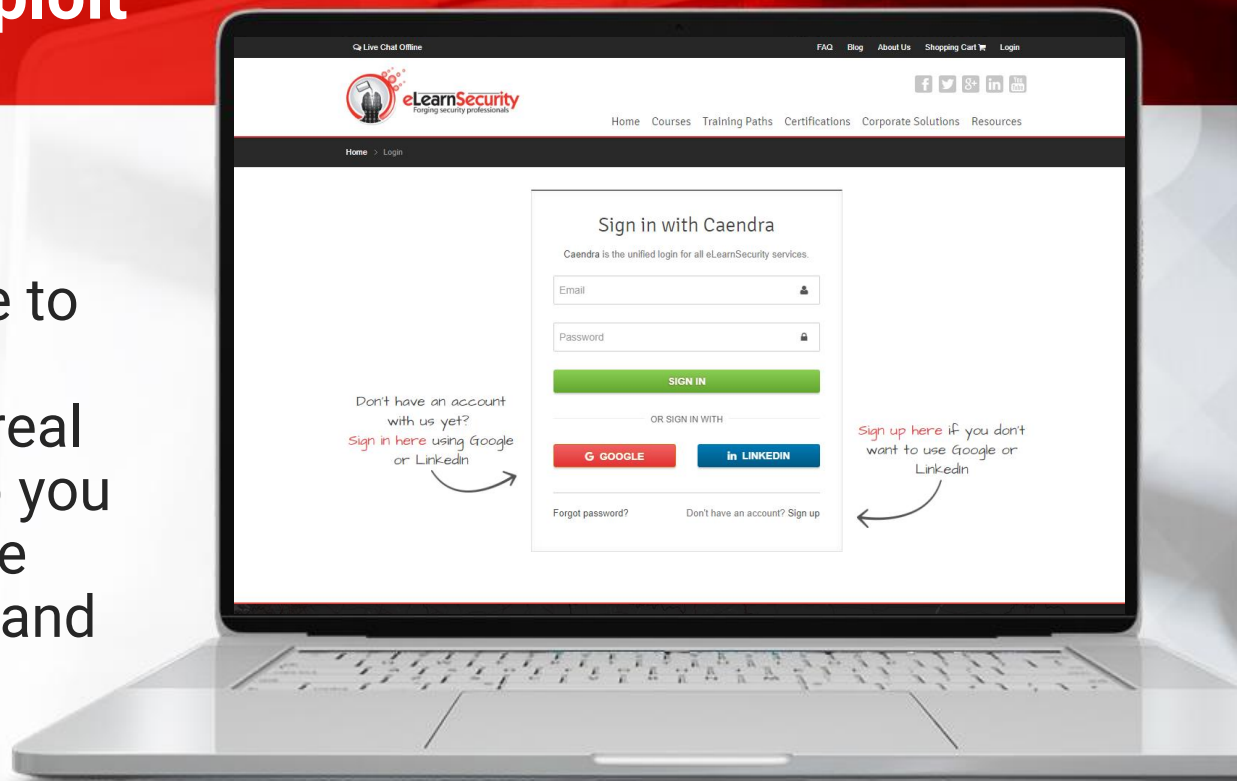 ploit
e to
real
you
e
and
Live Chat Offline
FAQ Blog About Us Shopping Cart Login
eLearnSecurity
Forging security professionals
f g+ in You Tube
Home Courses Training Paths Certifications Corporate Solutions Resources
Home > Login
Sign in with Caendra
Caendra is the unified login for all eLearnSecurity services.
Email
Password
SIGN IN
OR SIGN IN WITH
G GOOGLE
in LINKEDIN
Don't have an account
with us yet?
Sign in here using Google
or Linkedin
Sign up here if you don't
want to use Google or
Linkedin
Forgot password?
Don't have an account? Sign up